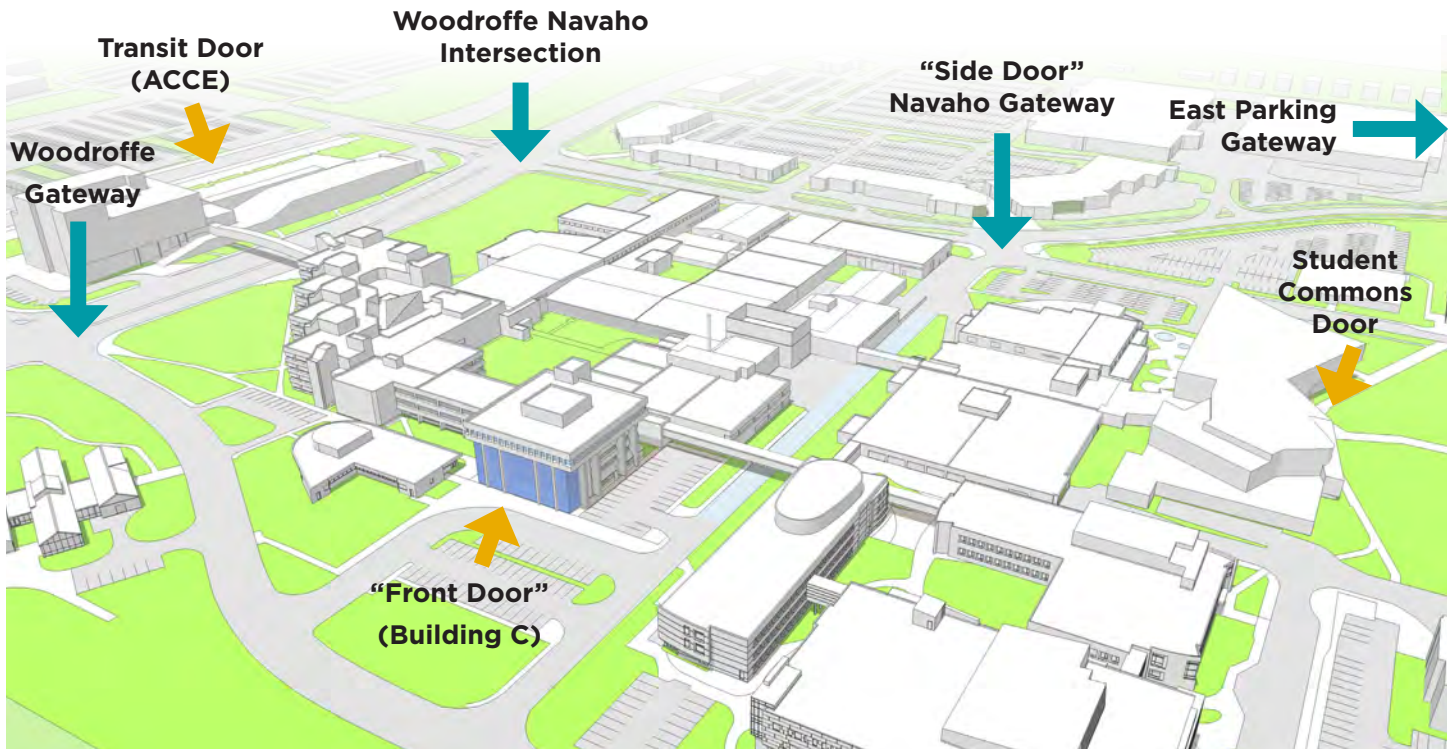 Transit Door
(ACCE)
Woodroffe Navaho
Intersection
“Side Door”
Navaho Gateway
East Parking
Gateway
Woodroffe
Gateway
Student
Commons
Door
“Front Door”
(Building C)